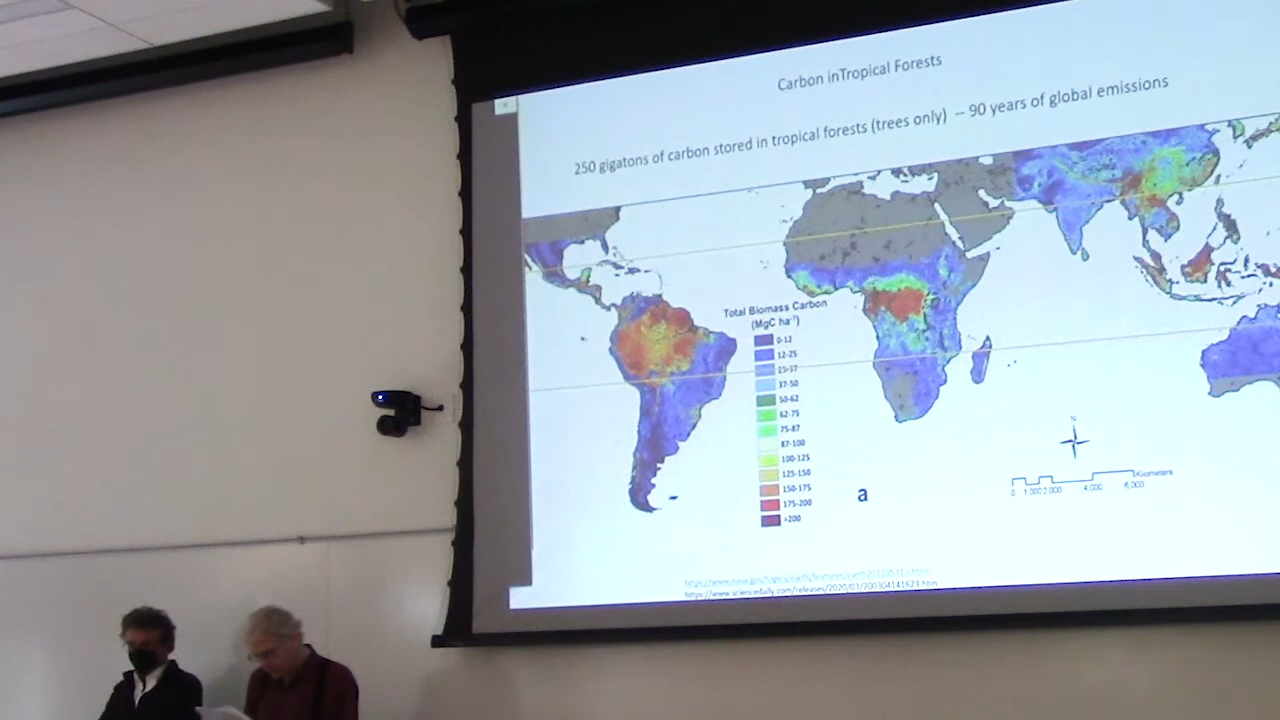 Carbon inTropical Forests
250 gigatons of carbon stored in tropical forests (trees only) – 90 years of global emissions
Total Biomass Carbon
(MgC ha⁻¹)
0-12
12-25
25-37
37-50
50-62
62-75
75-87
87-100
100-125
125-150
150-175
175-200
>200
a
N
Kilometers
0 1,000 2,000 4,000 6,000
https://www.sciencedaily.com/releases/2020/03/200304141623.htm